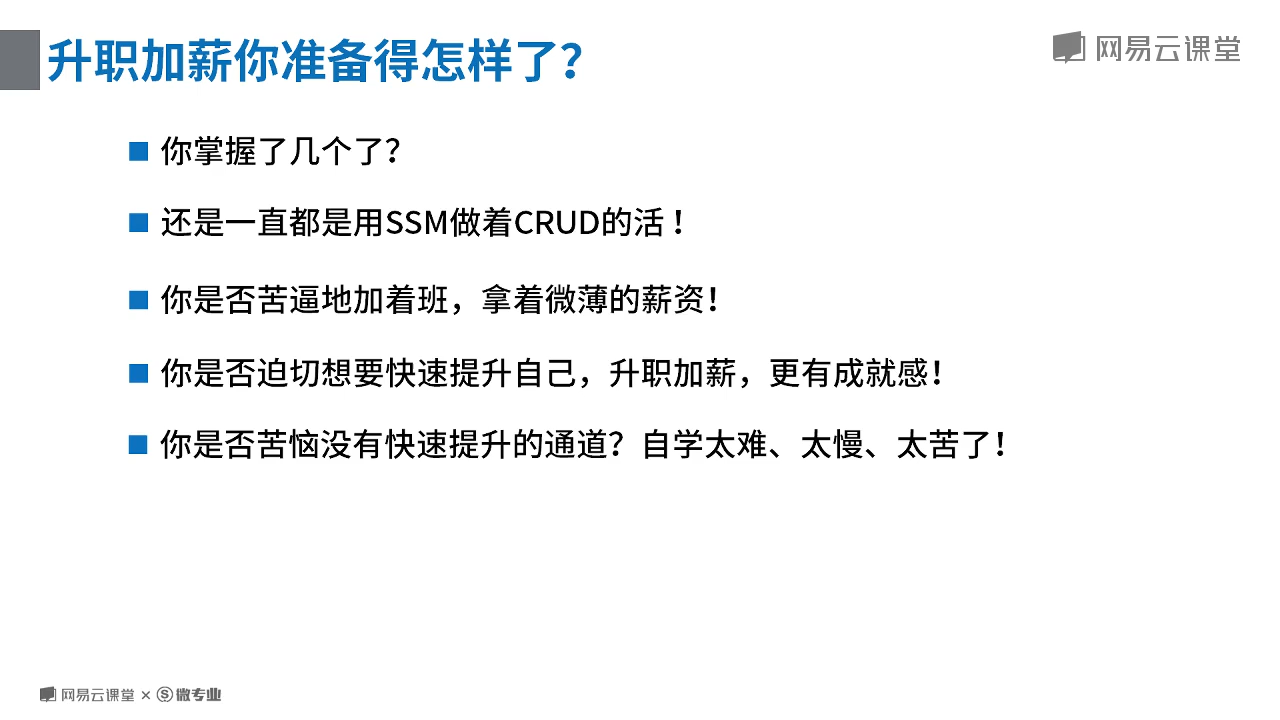 升职加薪你准备得怎样了？
网易云课堂
你掌握了几个了？
还是一直都是用SSM做着CRUD的活！
你是否苦逼地加着班，拿着微薄的薪资！
你是否迫切想要快速提升自己，升职加薪，更有成就感！
你是否苦恼没有快速提升的通道？自学太难、太慢、太苦了！
网易云课堂 × Ⓢ微专业